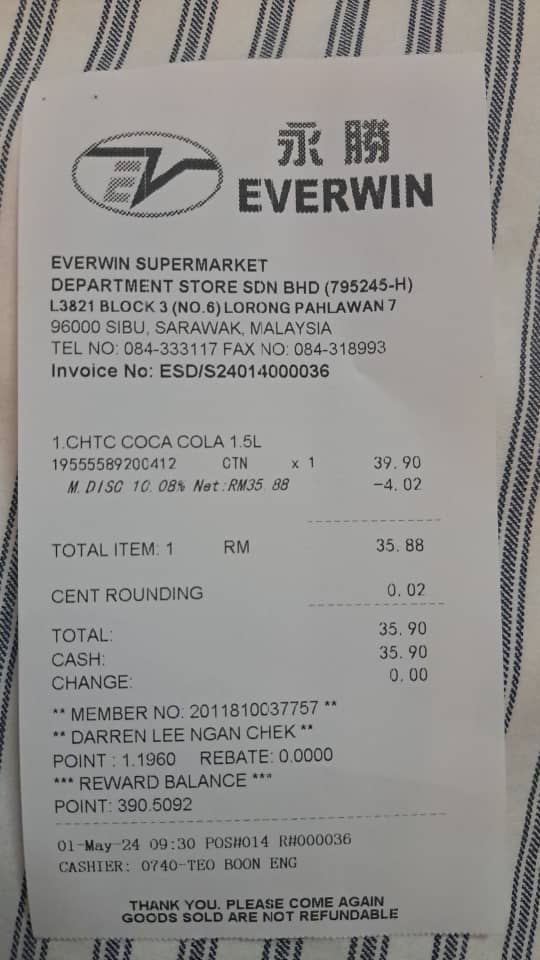 永勝
EV EVERWIN
EVERWIN SUPERMARKET
DEPARTMENT STORE SDN BHD (795245-H)
L3821 BLOCK 3 (NO.6) LORONG PAHLAWAN 7
96000 SIBU, SARAWAK, MALAYSIA
TEL NO: 084-333117 FAX NO: 084-318993
Invoice No: ESD/S24014000036
1.CHTC COCA COLA 1.5L
19555589200412 CTN x 1 39.90
M.DISC 10.08% Net:RM35.88 -4.02
TOTAL ITEM: 1 RM 35.88
CENT ROUNDING 0.02
TOTAL: 35.90
CASH: 35.90
CHANGE: 0.00
** MEMBER NO: 2011810037757 **
** DARREN LEE NGAN CHEK **
POINT : 1.1960 REBATE: 0.0000
*** REWARD BALANCE ***
POINT: 390.5092
01-May-24 09:30 POS#014 R#000036
CASHIER: 0740-TEO BOON ENG
THANK YOU. PLEASE COME AGAIN
GOODS SOLD ARE NOT REFUNDABLE